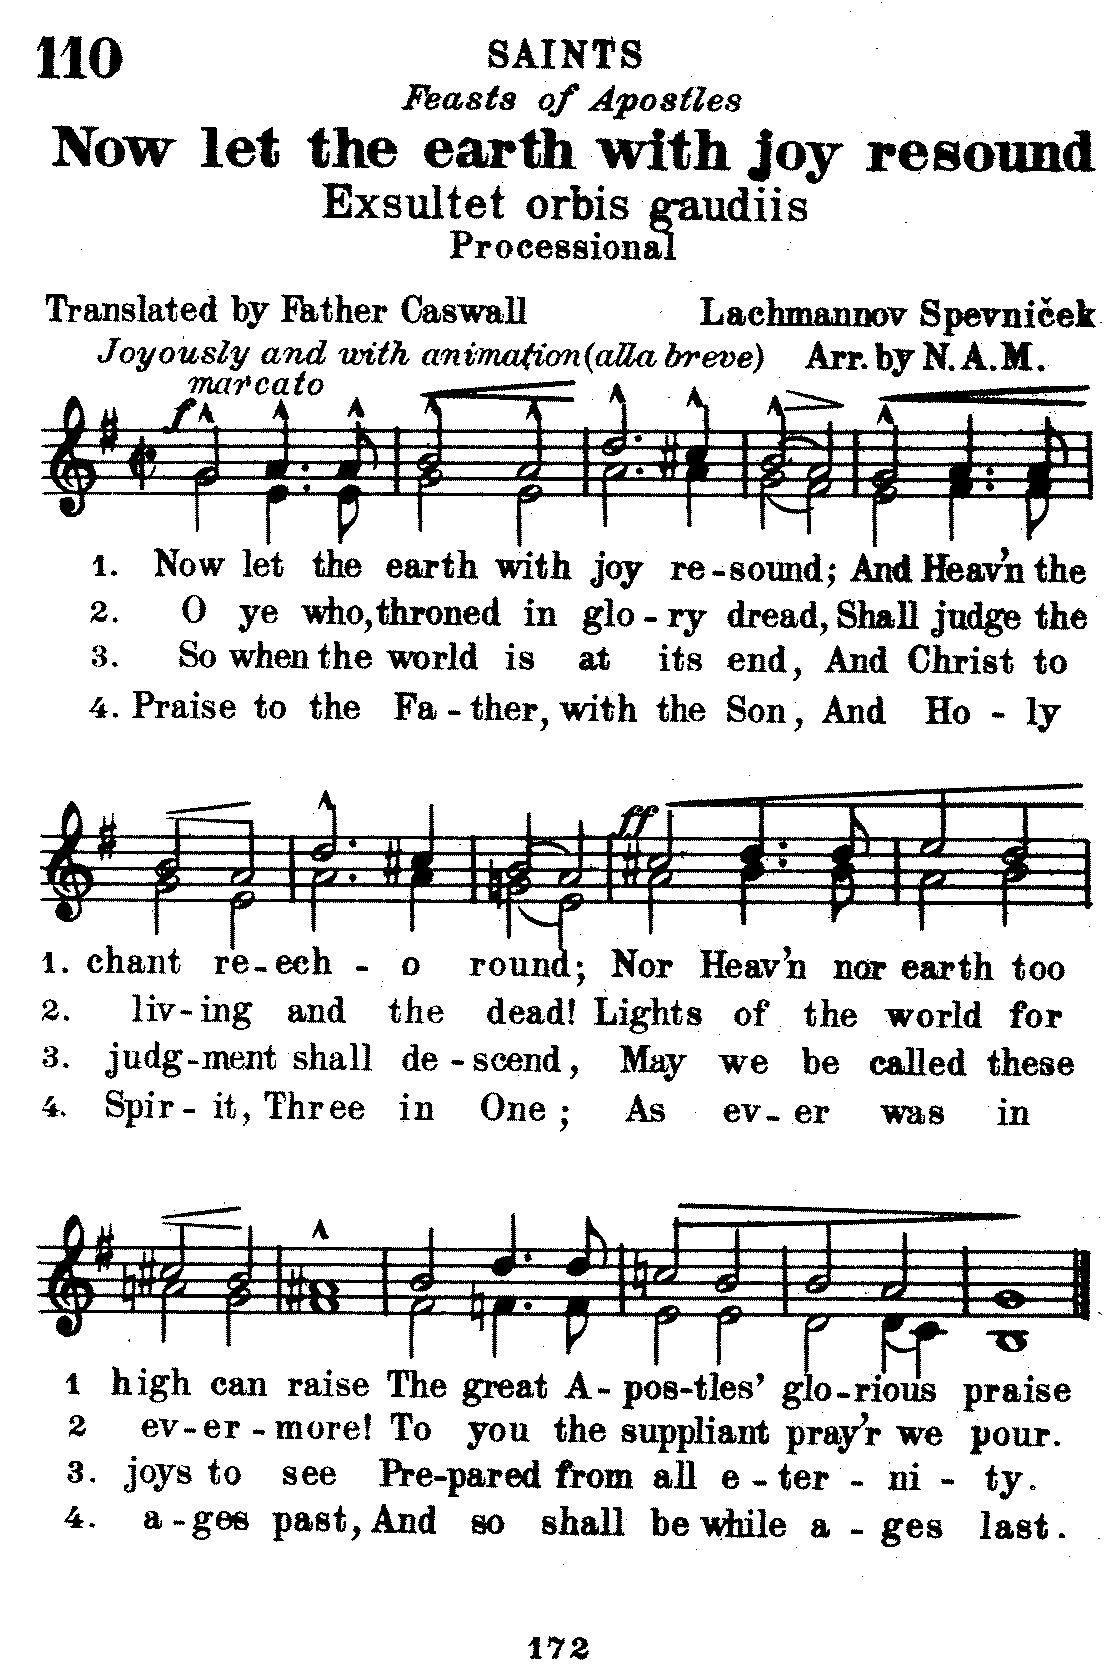 110
SAINTS
Feasts of Apostles
Now let the earth with joy resound
Exsultet orbis gaudiis
Processional
Translated by Father Caswall
Lachmannov Spevniček
Joyously and with animation (alla breve) Arr. by N. A. M.
marcato
f
1. Now let the earth with joy re-sound; And Heav'n the
2. O ye who, throned in glo-ry dread, Shall judge the
3. So when the world is at its end, And Christ to
4. Praise to the Fa-ther, with the Son, And Ho-ly
ff
1. chant re-ech-o round; Nor Heav'n nor earth too
2. liv-ing and the dead! Lights of the world for
3. judg-ment shall de-scend, May we be called these
4. Spir-it, Three in One; As ev-er was in
1 high can raise The great A-pos-tles' glo-rious praise
2 ev-er-more! To you the suppliant pray'r we pour.
3. joys to see Pre-pared from all e-ter-ni-ty.
4. a-ges past, And so shall be while a-ges last.
172